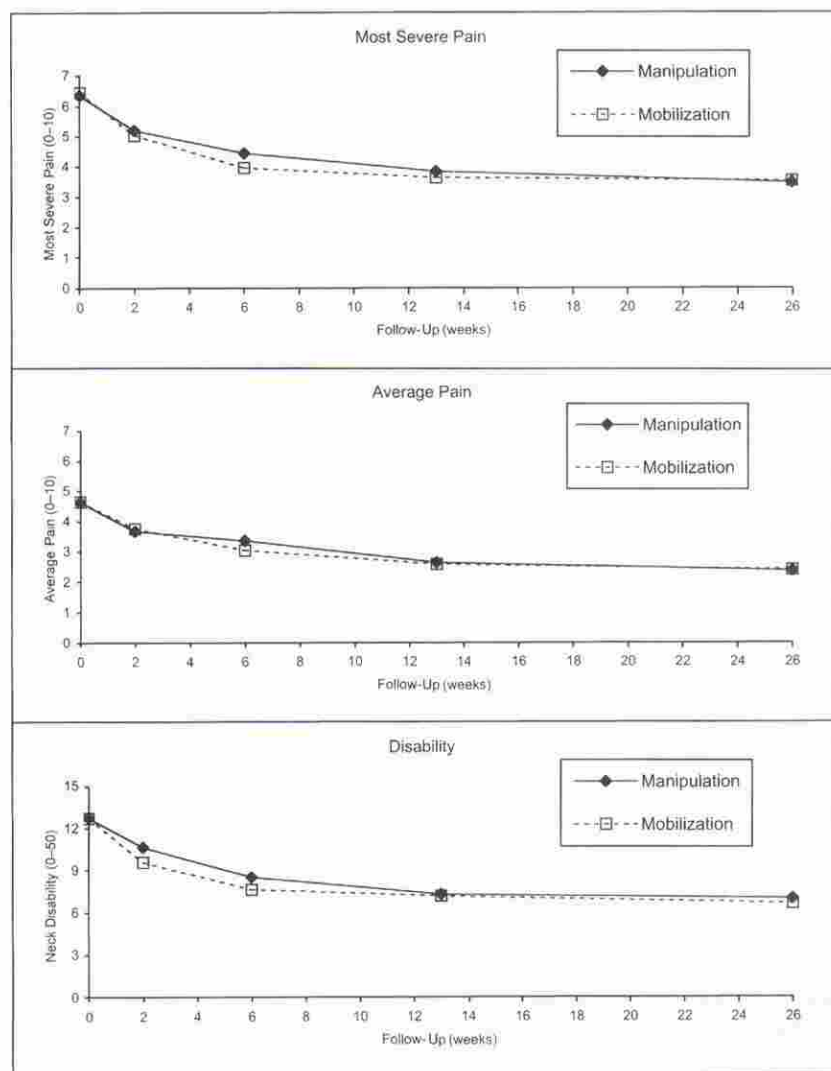 Most Severe Pain
Manipulation
Mobilization
Most Severe Pain (0–10)
7
6
5
4
3
2
1
0
0 2 4 6 8 10 12 14 16 18 20 22 24 26
Follow-Up (weeks)
Average Pain
Manipulation
Mobilization
Average Pain (0–10)
7
6
5
4
3
2
1
0
0 2 4 6 8 10 12 14 16 18 20 22 24 26
Follow-Up (weeks)
Disability
Manipulation
Mobilization
Neck Disability (0–50)
15
12
9
6
3
0
0 2 4 6 8 10 12 14 16 18 20 22 24 26
Follow-Up (weeks)